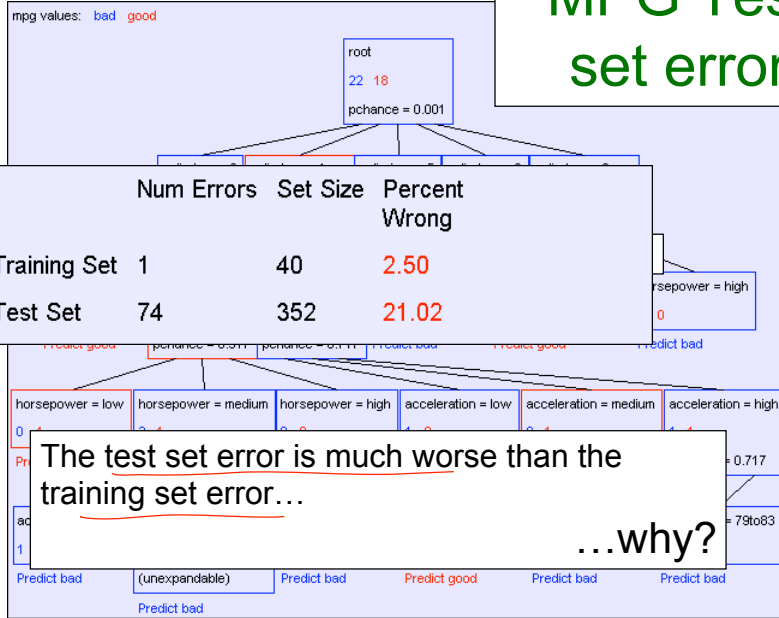 MPG Tes
set error
mpg values: bad good
root
22 18
pchance = 0.001
Num Errors Set Size Percent
Wrong
Training Set 1 40 2.50
Test Set 74 352 21.02
horsepower = high
0
Predict good pchance = Predict bad Predict good Predict bad
horsepower = low horsepower = medium horsepower = high acceleration = low acceleration = medium acceleration = high
The test set error is much worse than the
training set error…
= 0.717
…why?
= 79to83
1
Predict bad (unexpandable) Predict bad Predict good Predict bad Predict bad
Predict bad